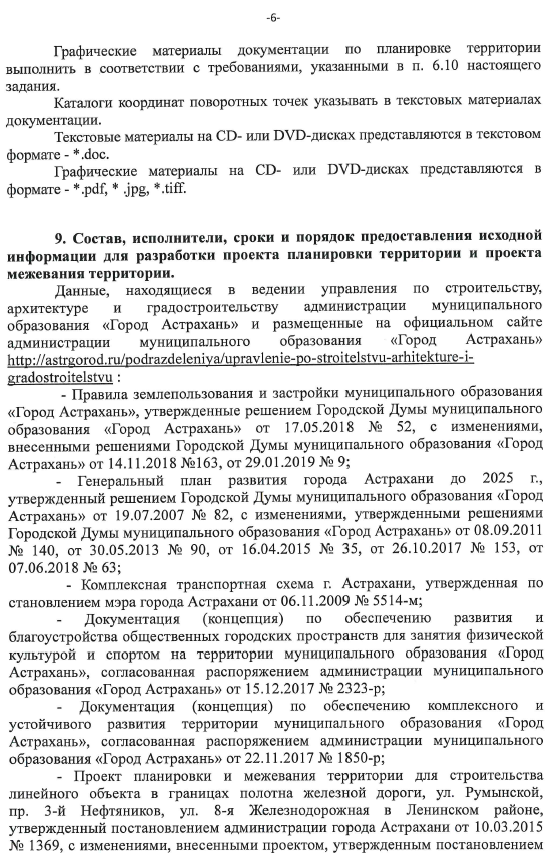 -6-
Графические материалы документации по планировке территории
выполнить в соответствии с требованиями, указанными в п. 6.10 настоящего
задания.
Каталоги координат поворотных точек указывать в текстовых материалах
документации.
Текстовые материалы на CD- или DVD-дисках представляются в текстовом
формате - *.doc.
Графические материалы на CD- или DVD-дисках представляются в
формате - *.pdf, * .jpg, *.tiff.
9. Состав, исполнители, сроки и порядок предоставления исходной
информации для разработки проекта планировки территории и проекта
межевания территории.
Данные, находящиеся в ведении управления по строительству,
архитектуре и градостроительству администрации муниципального
образования «Город Астрахань» и размещенные на официальном сайте
администрации муниципального образования «Город Астрахань»
http://astrgorod.ru/podrazdeleniya/upravlenie-po-stroitelstvu-arhitekture-i-
gradostroitelstvu :
- Правила землепользования и застройки муниципального образования
«Город Астрахань», утвержденные решением Городской Думы муниципального
образования «Город Астрахань» от 17.05.2018 № 52, с изменениями,
внесенными решениями Городской Думы муниципального образования «Город
Астрахань» от 14.11.2018 №163, от 29.01.2019 № 9;
- Генеральный план развития города Астрахани до 2025 г.,
утвержденный решением Городской Думы муниципального образования «Город
Астрахань» от 19.07.2007 № 82, с изменениями, утвержденными решениями
Городской Думы муниципального образования «Город Астрахань» от 08.09.2011
№ 140, от 30.05.2013 № 90, от 16.04.2015 № 35, от 26.10.2017 № 153, от
07.06.2018 № 63;
- Комплексная транспортная схема г. Астрахани, утвержденная по
становлением мэра города Астрахани от 06.11.2009 № 5514-м;
- Документация (концепция) по обеспечению развития и
благоустройства общественных городских пространств для занятия физической
культурой и спортом на территории муниципального образования «Город
Астрахань», согласованная распоряжением администрации муниципального
образования «Город Астрахань» от 15.12.2017 № 2323-р;
- Документация (концепция) по обеспечению комплексного и
устойчивого развития территории муниципального образования «Город
Астрахань», согласованная распоряжением администрации муниципального
образования «Город Астрахань» от 22.11.2017 № 1850-р;
- Проект планировки и межевания территории для строительства
линейного объекта в границах полотна железной дороги, ул. Румынской,
пр. 3-й Нефтяников, ул. 8-я Железнодорожная в Ленинском районе,
утвержденный постановлением администрации города Астрахани от 10.03.2015
№ 1369, с изменениями, внесенными проектом, утвержденным постановлением